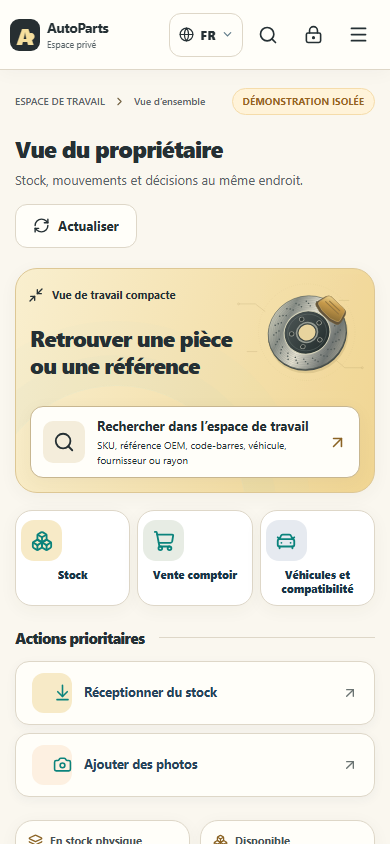 AutoParts
Espace privé
FR
ESPACE DE TRAVAIL
Vue d'ensemble
DÉMONSTRATION ISOLÉE
Vue du propriétaire
Stock, mouvements et décisions au même endroit.
Actualiser
Vue de travail compacte
Retrouver une pièce
ou une référence
Rechercher dans l'espace de travail
SKU, référence OEM, code-barres, véhicule,
fournisseur ou rayon
Stock
Vente comptoir
Véhicules et
compatibilité
Actions prioritaires
Réceptionner du stock
Ajouter des photos
En stock physique
Disponible